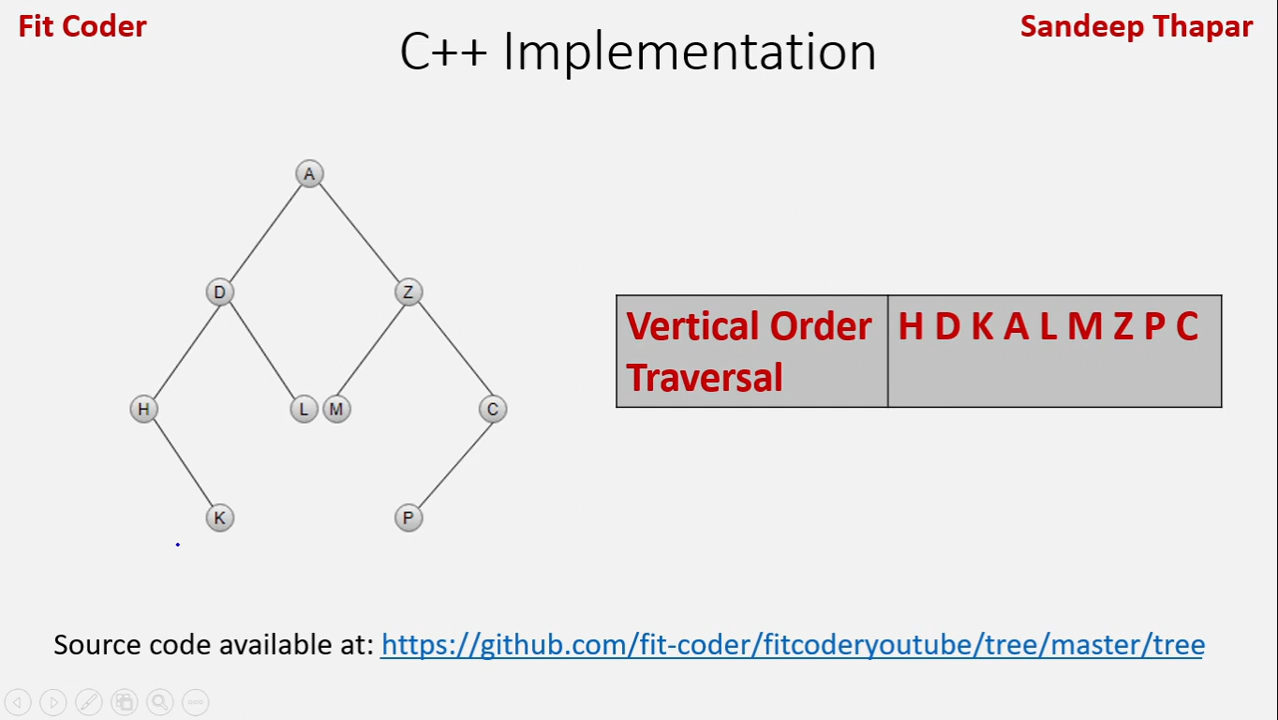 Fit Coder
Sandeep Thapar
C++ Implementation
A
D
Z
H
L
M
C
K
P
Vertical Order
Traversal
H D K A L M Z P C
Source code available at: https://github.com/fit-coder/fitcoderyoutube/tree/master/tree